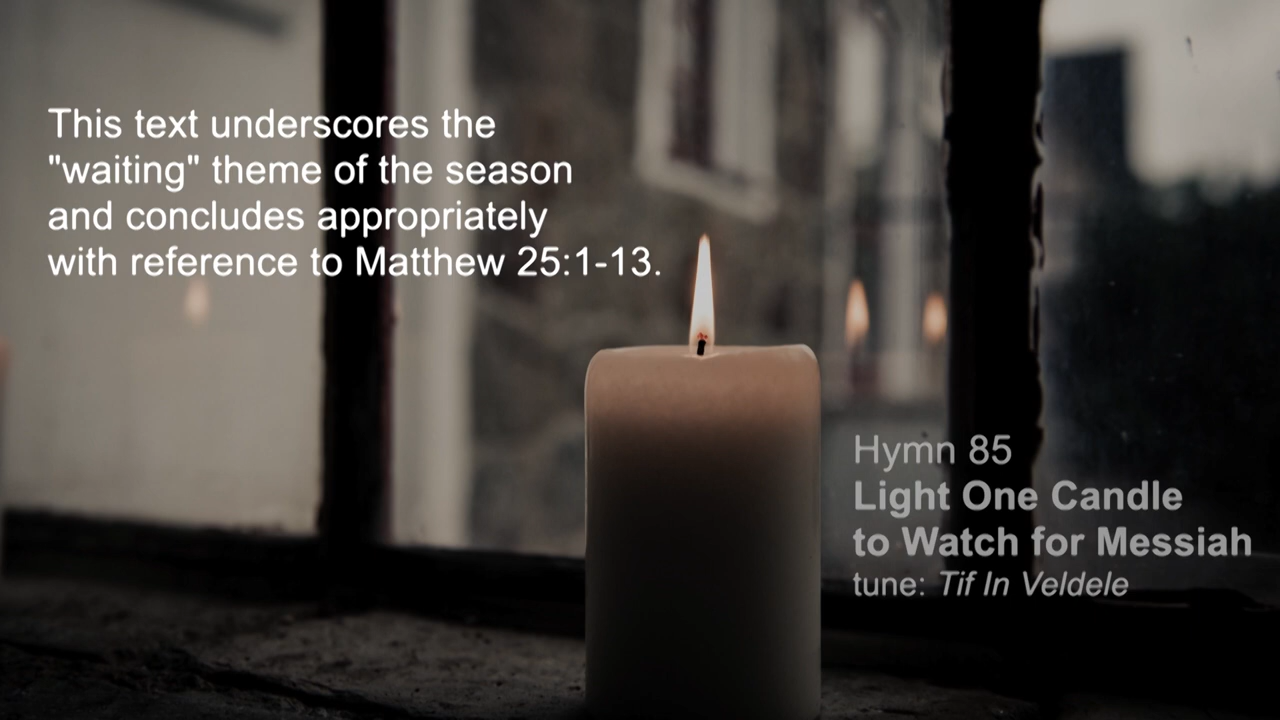 This text underscores the
"waiting" theme of the season
and concludes appropriately
with reference to Matthew 25:1-13.
Hymn 85
Light One Candle
to Watch for Messiah
tune: Tif In Veldele